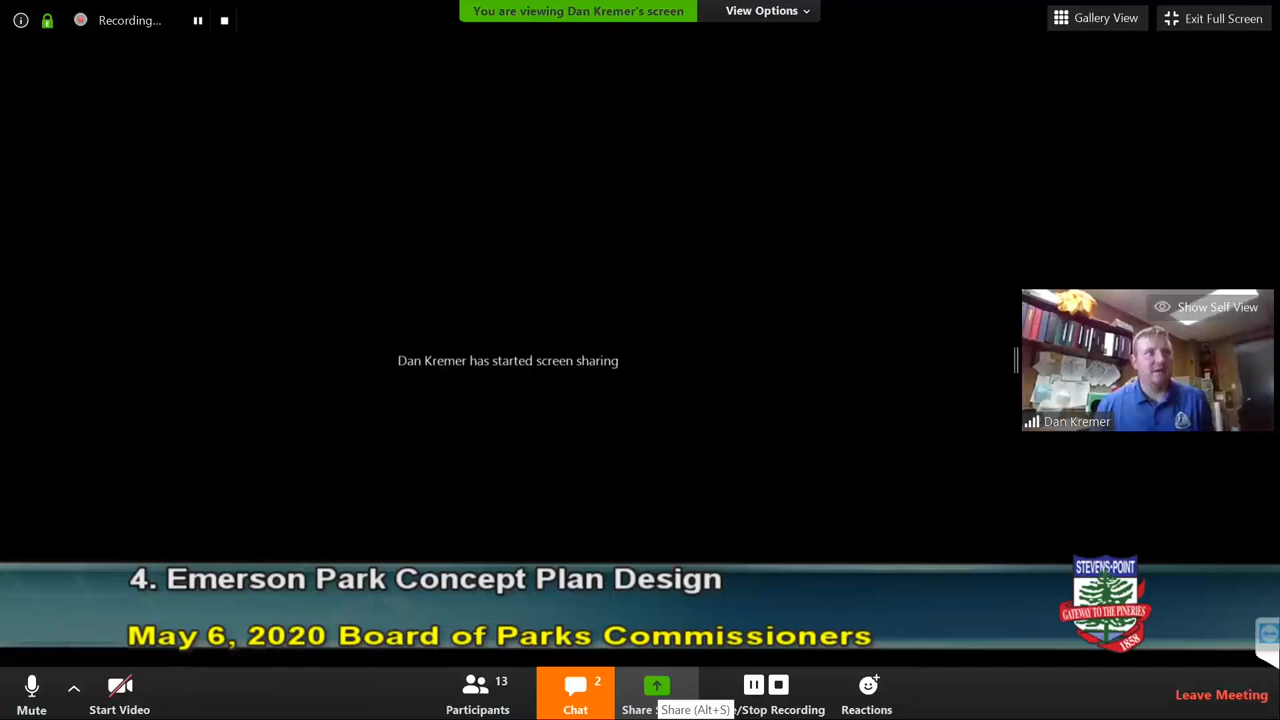 Recording...
You are viewing Dan Kremer's screen
View Options
Gallery View
Exit Full Screen
Show Self View
Dan Kremer has started screen sharing
Dan Kremer
4. Emerson Park Concept Plan Design
May 6, 2020 Board of Parks Commissioners
STEVENS-POINT
GATEWAY TO THE PINERIES
1858
13
2
Mute
Start Video
Participants
Chat
Share S
Share (Alt+S)
e/Stop Recording
Reactions
Leave Meeting